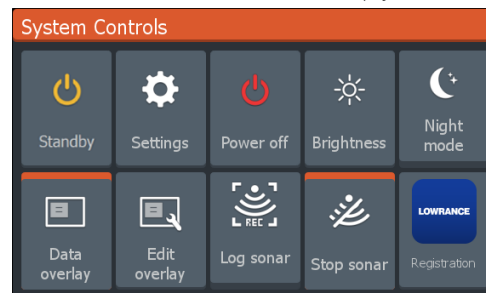 System Controls
Standby
Settings
Power off
Brightness
Night
mode
Data
overlay
Edit
overlay
REC
Log sonar
Stop sonar
LOWRANCE
Registration